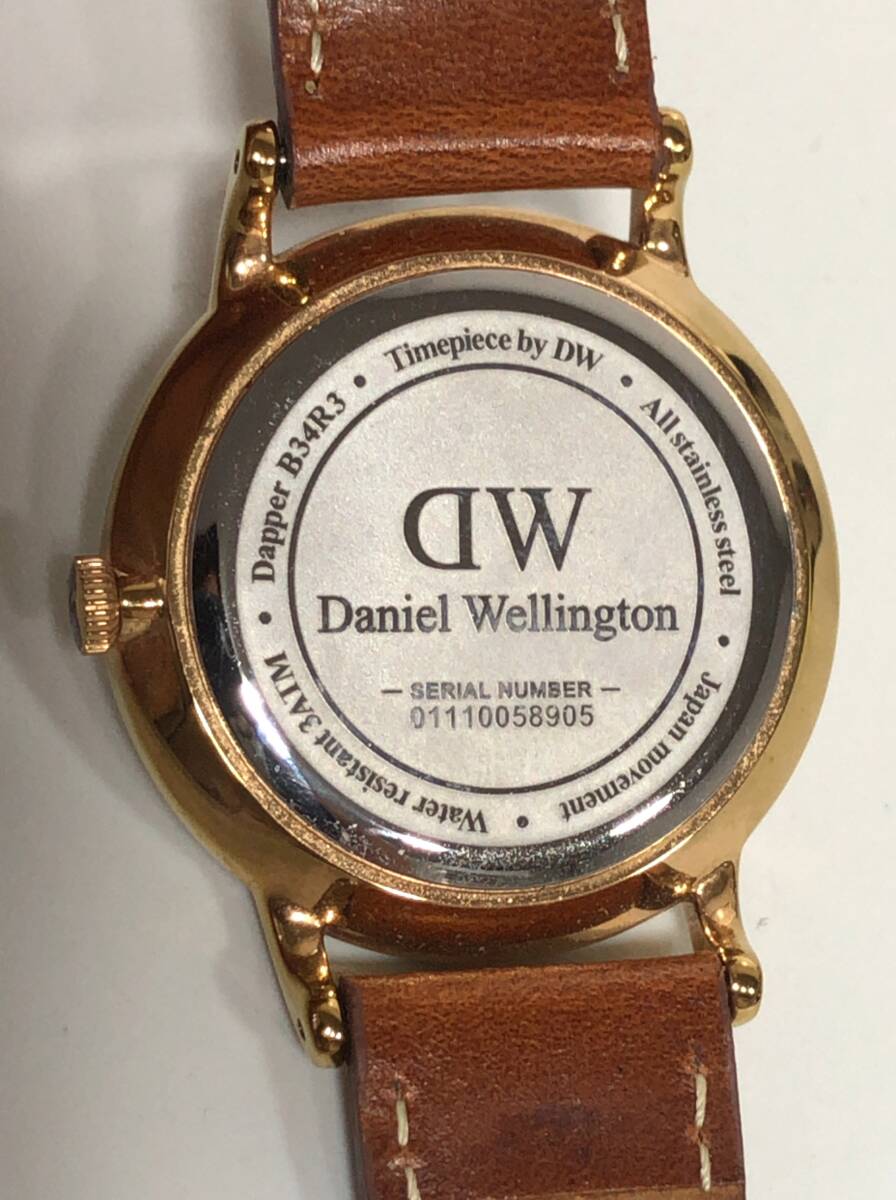 Timepiece by DW • All stainless steel • Japan movement • Water resistant 3ATM • Dapper B34R3 •
DW
Daniel Wellington
— SERIAL NUMBER —
01110058905